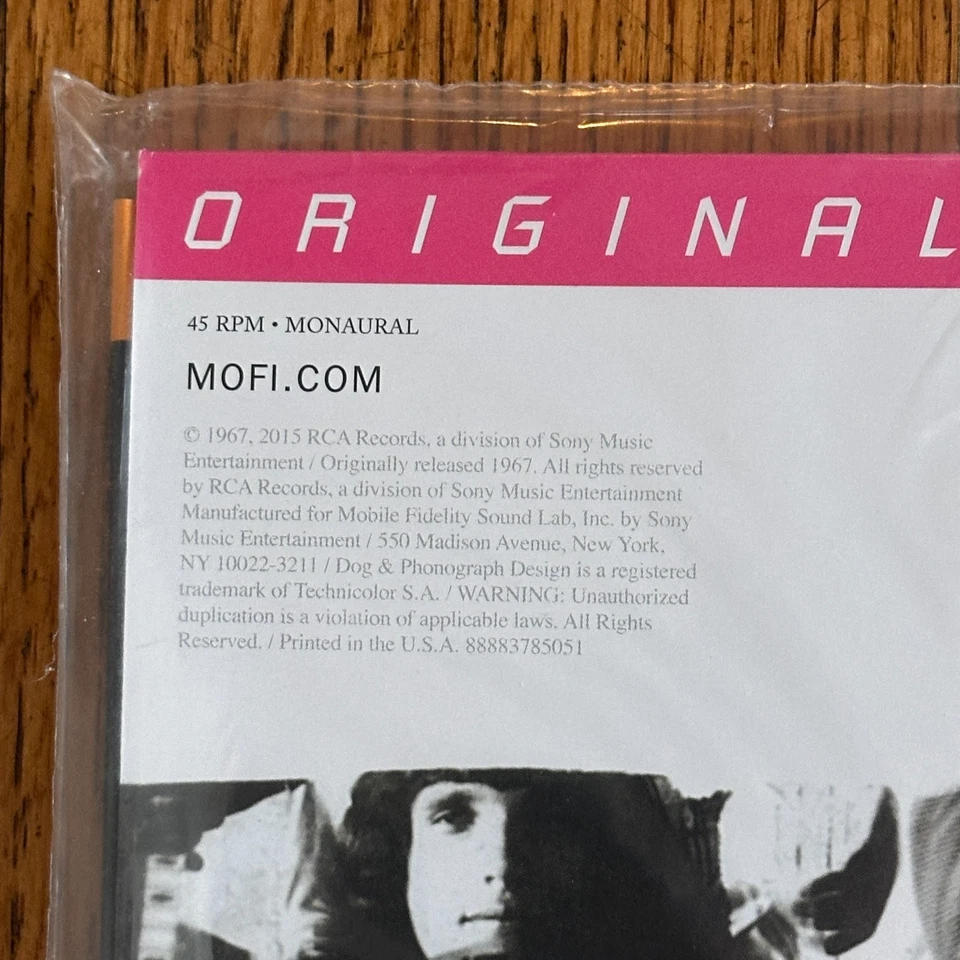 ORIGINAL
45 RPM • MONAURAL
MOFI.COM
© 1967, 2015 RCA Records, a division of Sony Music
Entertainment / Originally released 1967. All rights reserved
by RCA Records, a division of Sony Music Entertainment
Manufactured for Mobile Fidelity Sound Lab, Inc. by Sony
Music Entertainment / 550 Madison Avenue, New York,
NY 10022-3211 / Dog & Phonograph Design is a registered
trademark of Technicolor S.A. / WARNING: Unauthorized
duplication is a violation of applicable laws. All Rights
Reserved. / Printed in the U.S.A. 88883785051